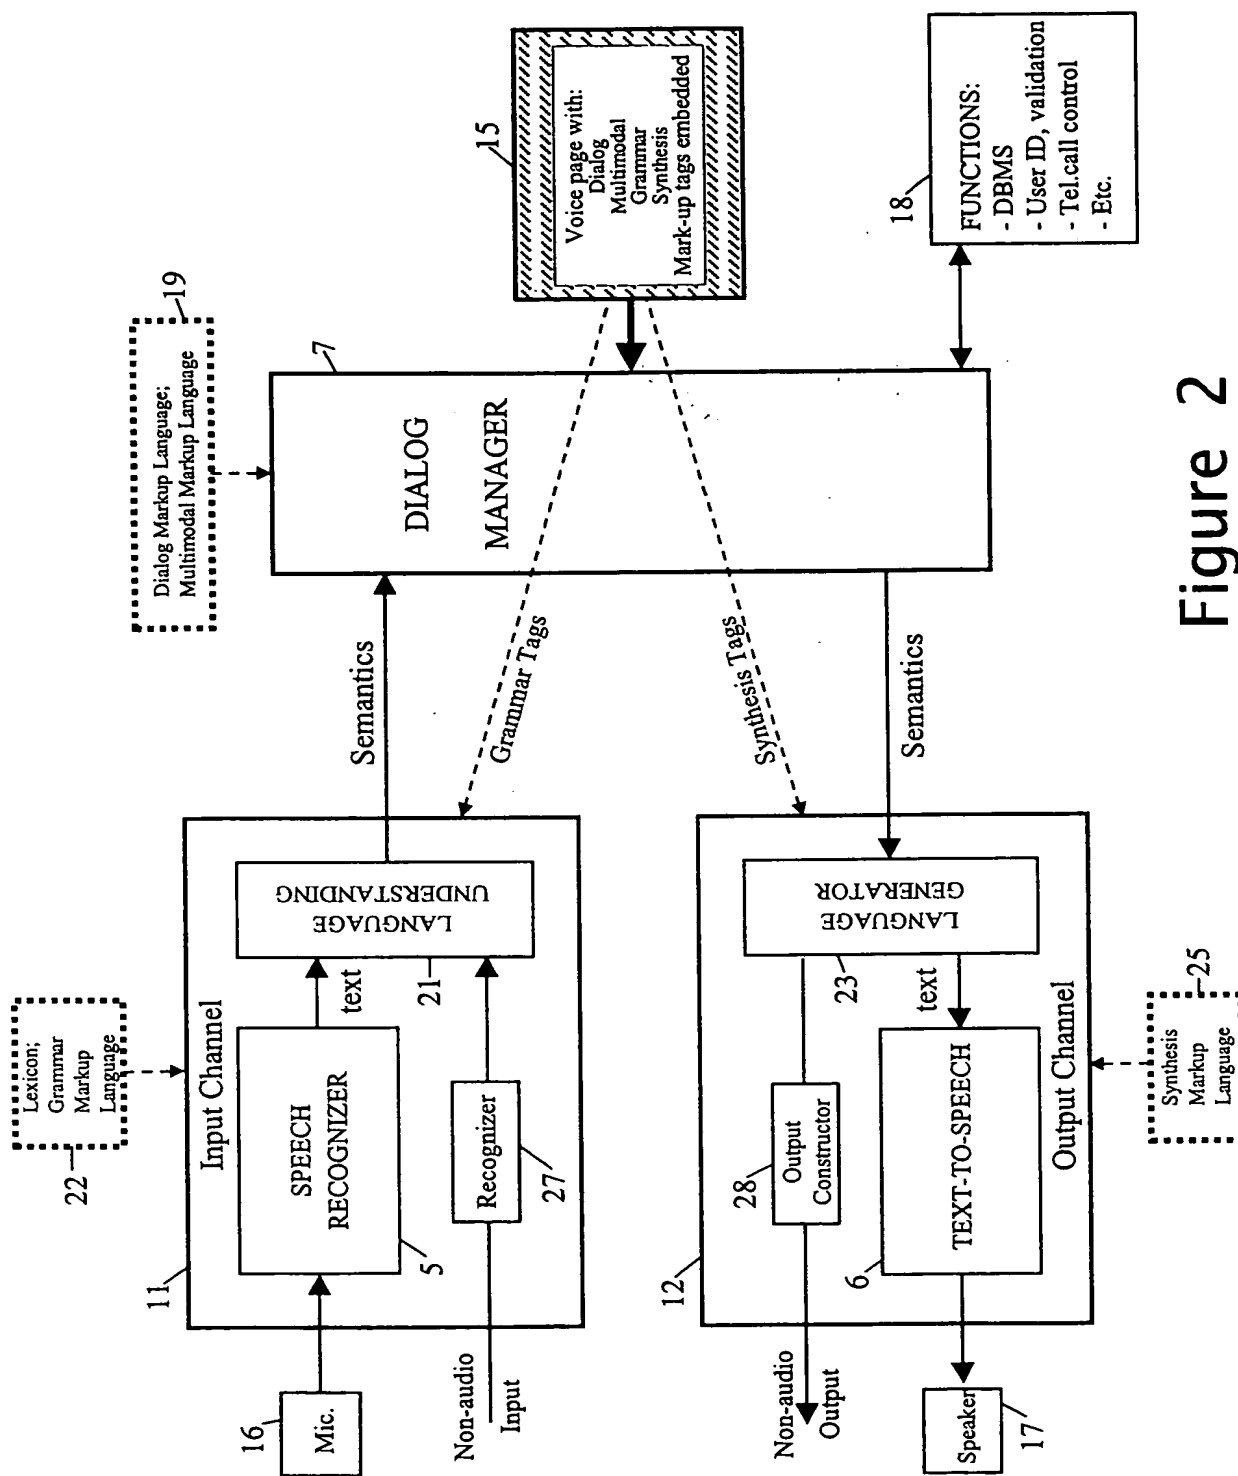 22
Lexicon;
Grammar
Markup
Language
Dialog Markup Language;
Multimodal Markup Language
19
11
Input Channel
16
Mic.
SPEECH
RECOGNIZER
5
text
LANGUAGE
UNDERSTANDING
21
Non-audio
Input
Recognizer
27
Semantics
Grammar Tags
7
DIALOG
MANAGER
15
Voice page with:
Dialog
Multimodal
Grammar
Synthesis
Mark-up tags embedded
12
Non-audio
Output
28
Output
Constructor
LANGUAGE
GENERATOR
23
text
6
TEXT-TO-SPEECH
Speaker
17
Output Channel
Synthesis Tags
Semantics
18
FUNCTIONS:
- DBMS
- User ID, validation
- Tel.call control
- Etc.
Synthesis
Markup
Language
25
Figure 2